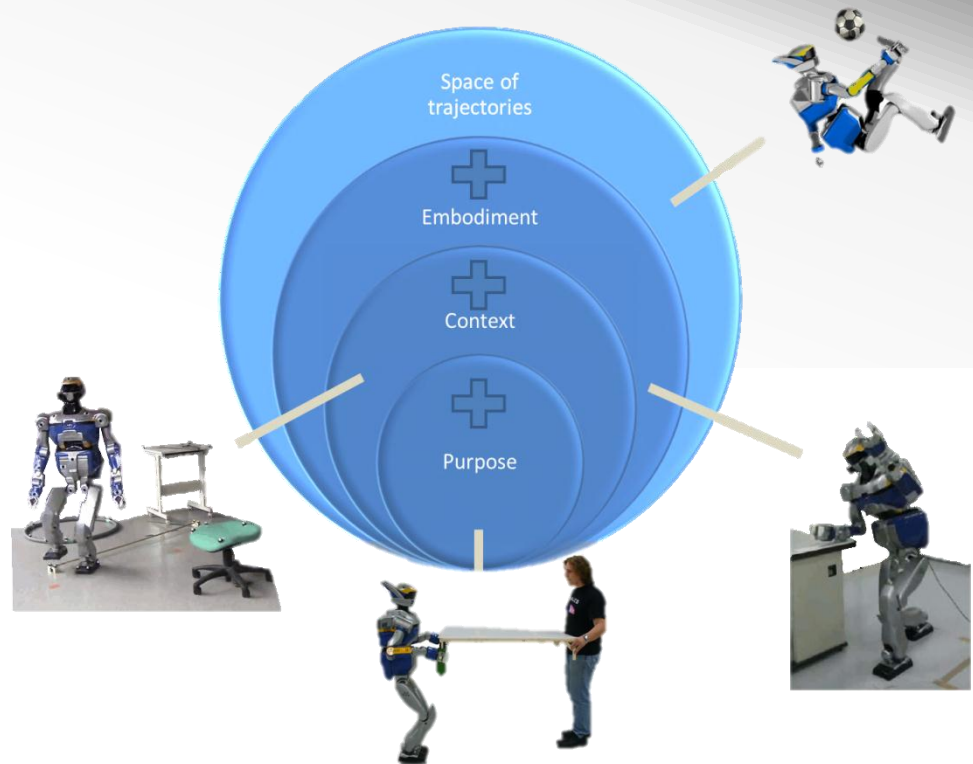 Space of
trajectories
Embodiment
Context
Purpose